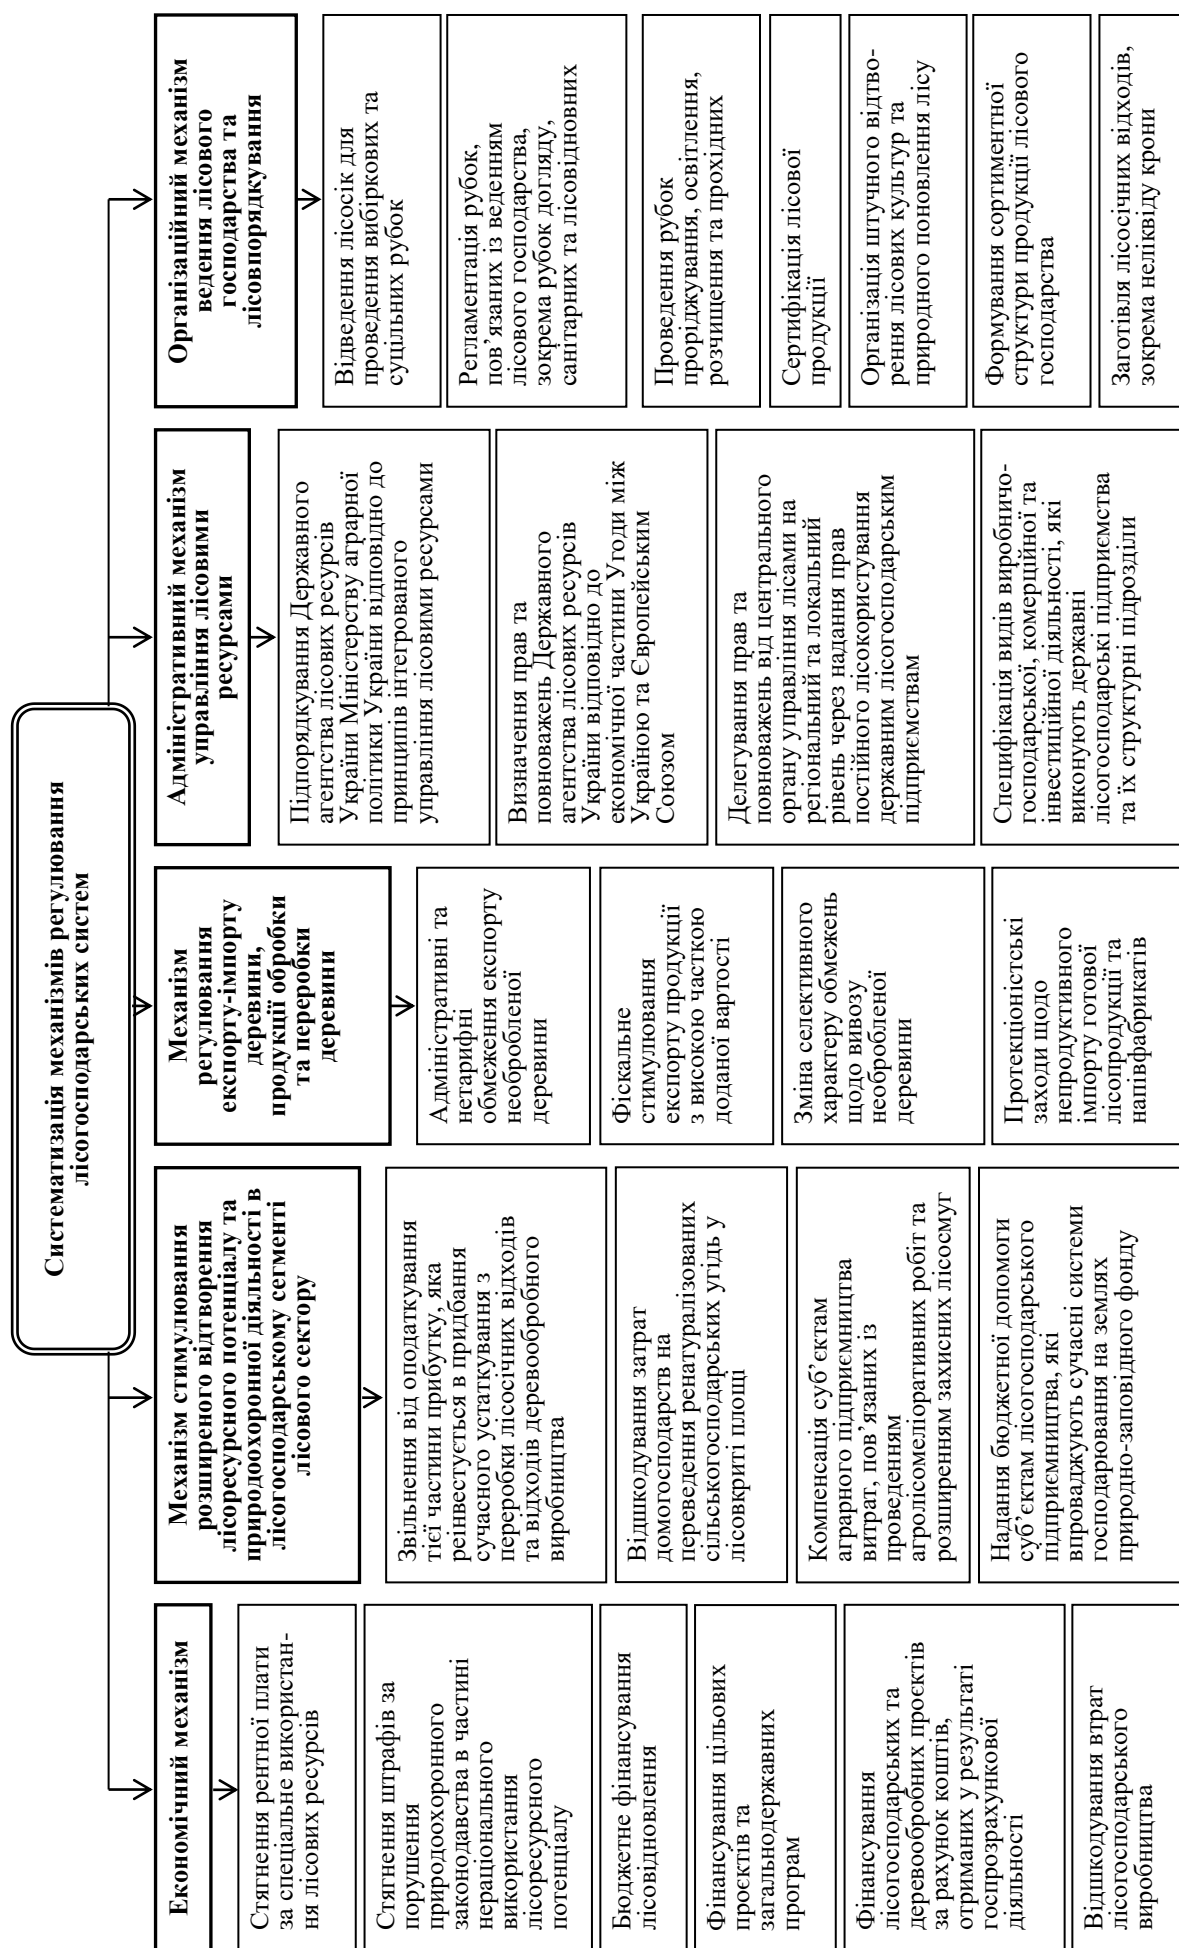 Систематизація механізмів регулювання
лісогосподарських систем
Економічний механізм
Стягнення рентної плати
за спеціальне використан-
ня лісових ресурсів
Стягнення штрафів за
порушення
природоохоронного
законодавства в частині
нераціонального
використання
лісоресурсного
потенціалу
Бюджетне фінансування
лісовідновлення
Фінансування цільових
проєктів та
загальнодержавних
програм
Фінансування
лісогосподарських та
деревообробних проєктів
за рахунок коштів,
отриманих у результаті
госпрозрахункової
діяльності
Відшкодування втрат
лісогосподарського
виробництва
Механізм стимулювання
розширеного відтворення
лісоресурсного потенціалу та
природоохоронної діяльності в
лісогосподарському сегменті
лісового сектору
Звільнення від оподаткування
тієї частини прибутку, яка
реінвестується в придбання
сучасного устаткування з
переробки лісосічних відходів
та відходів деревообробного
виробництва
Відшкодування затрат
домогосподарств на
переведення ренатуралізованих
сільськогосподарських угідь у
лісовкриті площі
Компенсація суб’єктам
аграрного підприємництва
витрат, пов’язаних із
проведенням
агролісомеліоративних робіт та
розширенням захисних лісосмуг
Надання бюджетної допомоги
суб’єктам лісогосподарського
підприємництва, які
впроваджують сучасні системи
господарювання на землях
природно-заповідного фонду
Механізм
регулювання
експорту-імпорту
деревини,
продукції обробки
та переробки
деревини
Адміністративні та
нетарифні
обмеження експорту
необробленої
деревини
Фіскальне
стимулювання
експорту продукції
з високою часткою
доданої вартості
Зміна селективного
характеру обмежень
щодо вивозу
необробленої
деревини
Протекціоністські
заходи щодо
непродуктивного
імпорту готової
лісопродукції та
напівфабрикатів
Адміністративний механізм
управління лісовими
ресурсами
Підпорядкування Державного
агентства лісових ресурсів
України Міністерству аграрної
політики України відповідно до
принципів інтегрованого
управління лісовими ресурсами
Визначення прав та
повноважень Державного
агентства лісових ресурсів
України відповідно до
економічної частини Угоди між
Україною та Європейським
Союзом
Делегування прав та
повноважень від центрального
органу управління лісами на
регіональний та локальний
рівень через надання прав
постійного лісокористування
державним лісогосподарським
підприємствам
Специфікація видів виробничо-
господарської, комерційної та
інвестиційної діяльності, які
виконують державні
лісогосподарські підприємства
та їх структурні підрозділи
Організаційний механізм
ведення лісового
господарства та
лісовпорядкування
Відведення лісосік для
проведення вибіркових та
суцільних рубок
Регламентація рубок,
пов’язаних із веденням
лісового господарства,
зокрема рубок догляду,
санітарних та лісовідновних
Проведення рубок
проріджування, освітлення,
розчищення та прохідних
Сертифікація лісової
продукції
Організація штучного відтво-
рення лісових культур та
природного поновлення лісу
Формування сортиментної
структури продукції лісового
господарства
Заготівля лісосічних відходів,
зокрема неліквіду крони